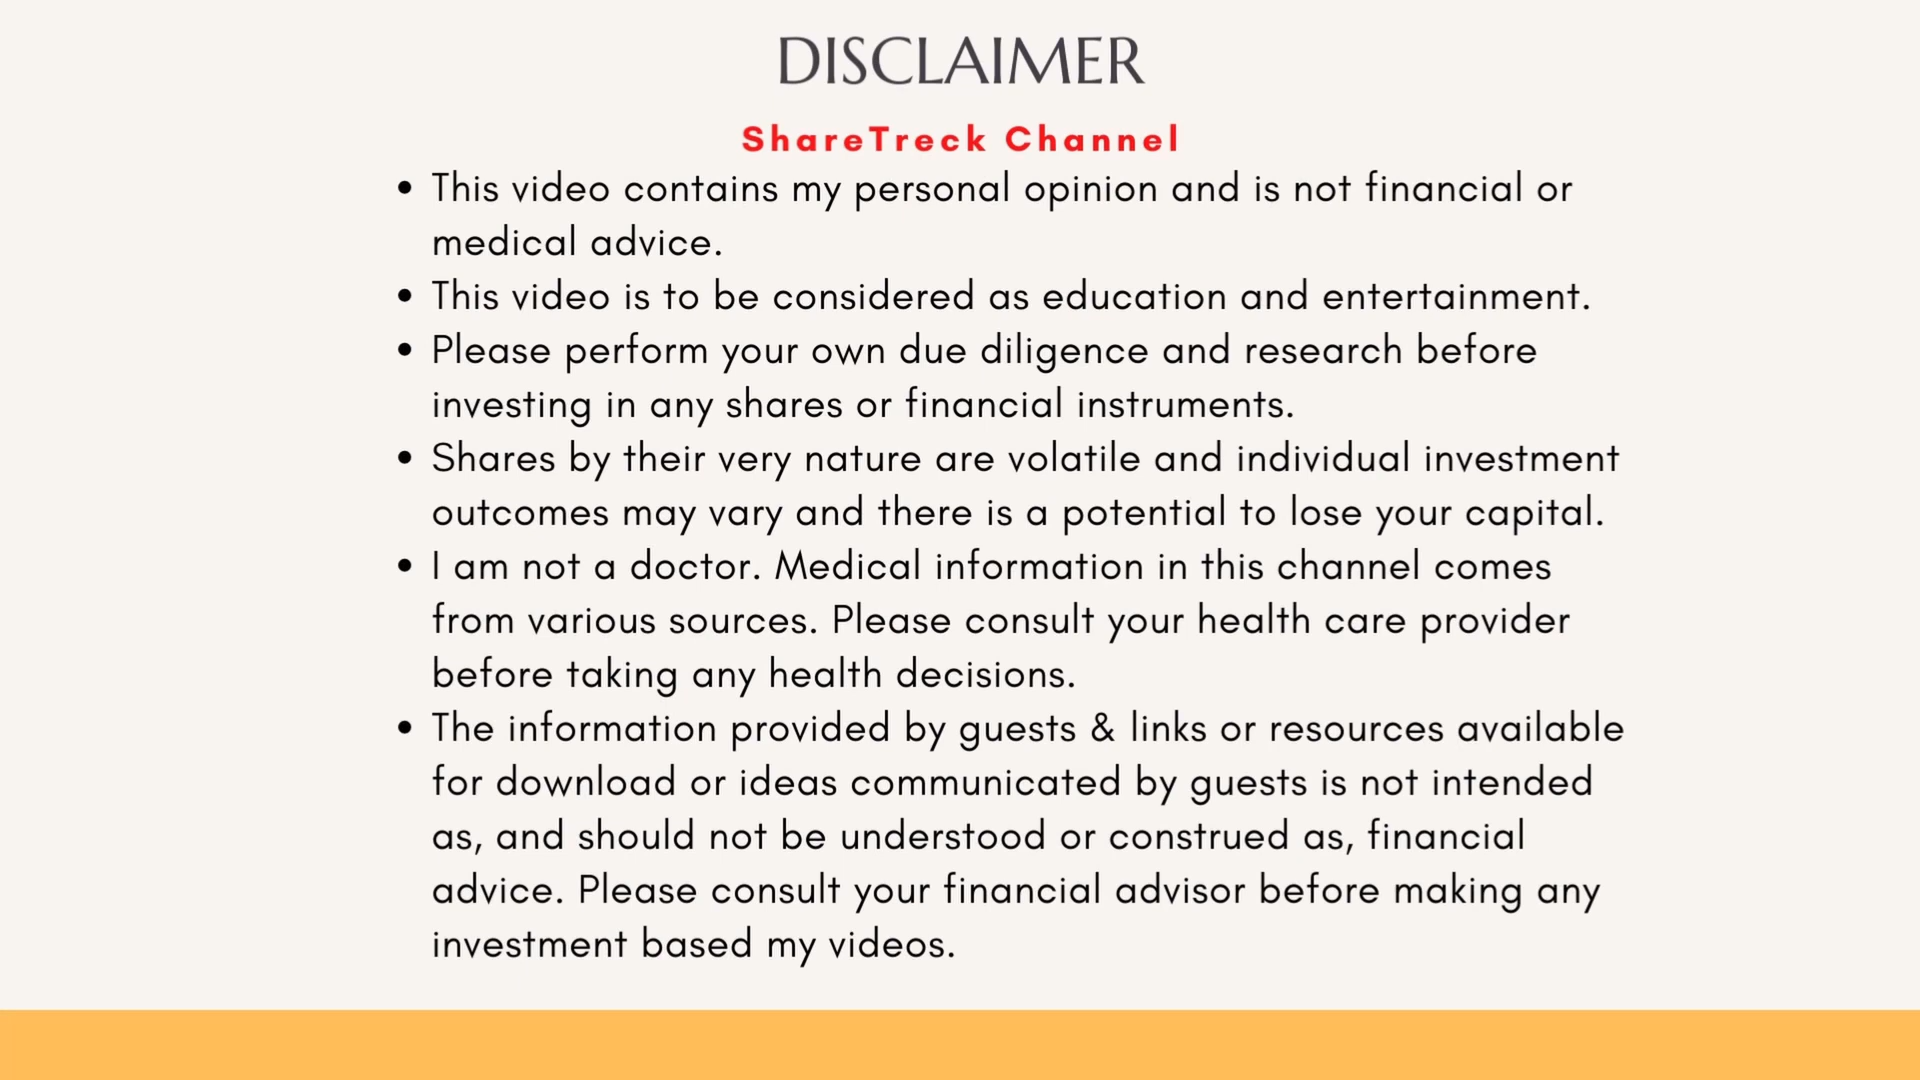 DISCLAIMER
ShareTreck Channel
• This video contains my personal opinion and is not financial or
medical advice.
• This video is to be considered as education and entertainment.
• Please perform your own due diligence and research before
investing in any shares or financial instruments.
• Shares by their very nature are volatile and individual investment
outcomes may vary and there is a potential to lose your capital.
• I am not a doctor. Medical information in this channel comes
from various sources. Please consult your health care provider
before taking any health decisions.
• The information provided by guests & links or resources available
for download or ideas communicated by guests is not intended
as, and should not be understood or construed as, financial
advice. Please consult your financial advisor before making any
investment based my videos.